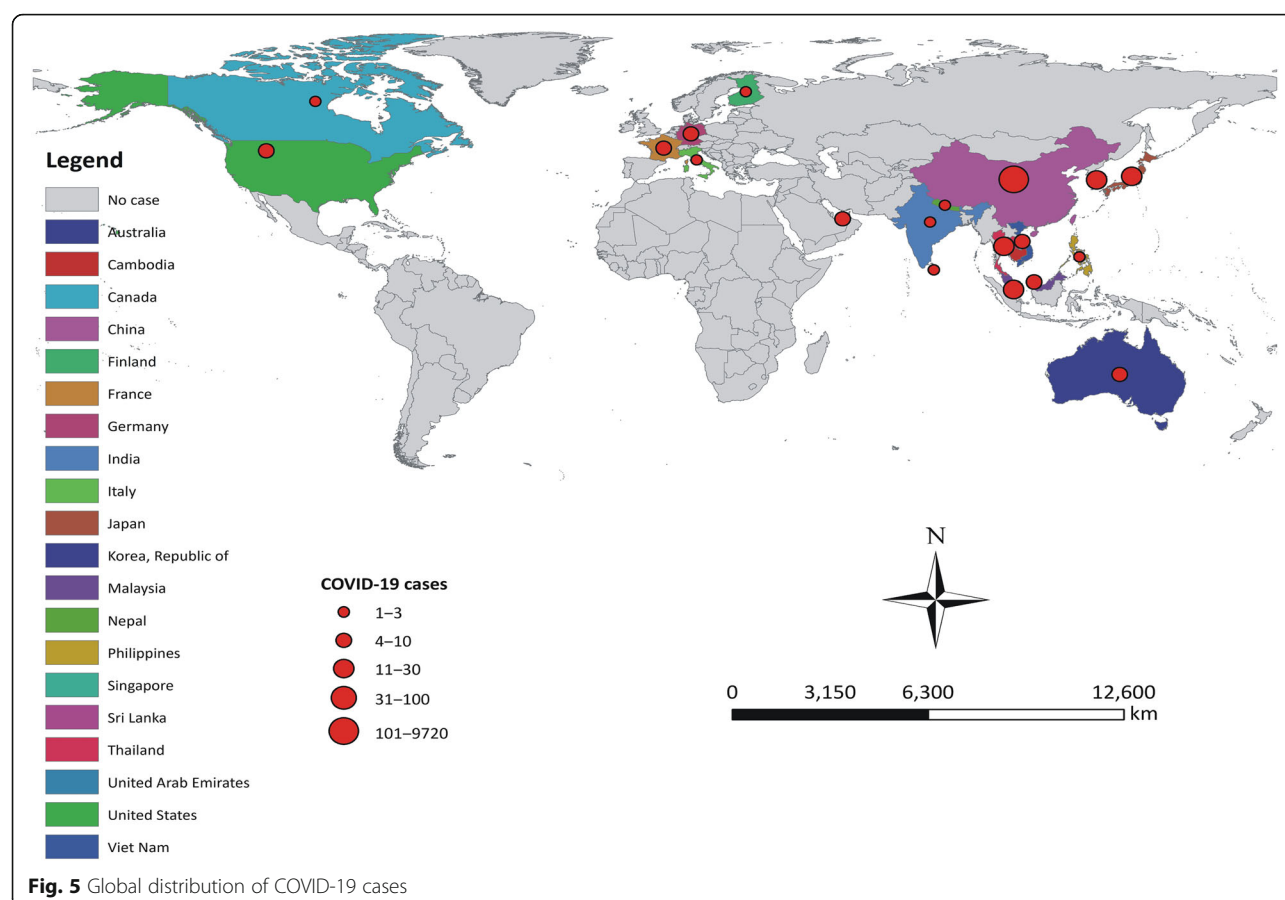 Legend
No case
Australia
Cambodia
Canada
China
Finland
France
Germany
India
Italy
Japan
Korea, Republic of
Malaysia
Nepal
Philippines
Singapore
Sri Lanka
Thailand
United Arab Emirates
United States
Viet Nam
COVID-19 cases
1–3
4–10
11–30
31–100
101–9720
N
0 3,150 6,300 12,600
km
Fig. 5 Global distribution of COVID-19 cases